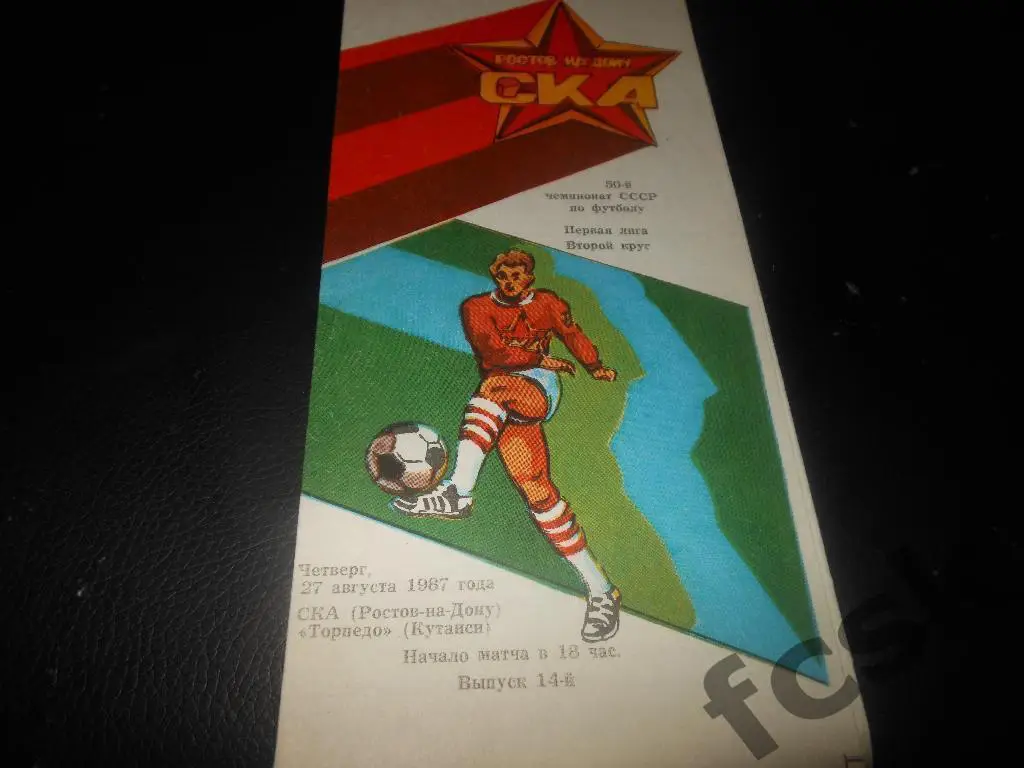 РОСТОВ НА ДОНУ
СКА
50-й
чемпионат СССР
по футболу
Первая лига
Второй круг
Четверг,
27 августа 1987 года
СКА (Ростов-на-Дону)
«Торпедо» (Кутаиси)
Начало матча в 18 час.
Выпуск 14-й